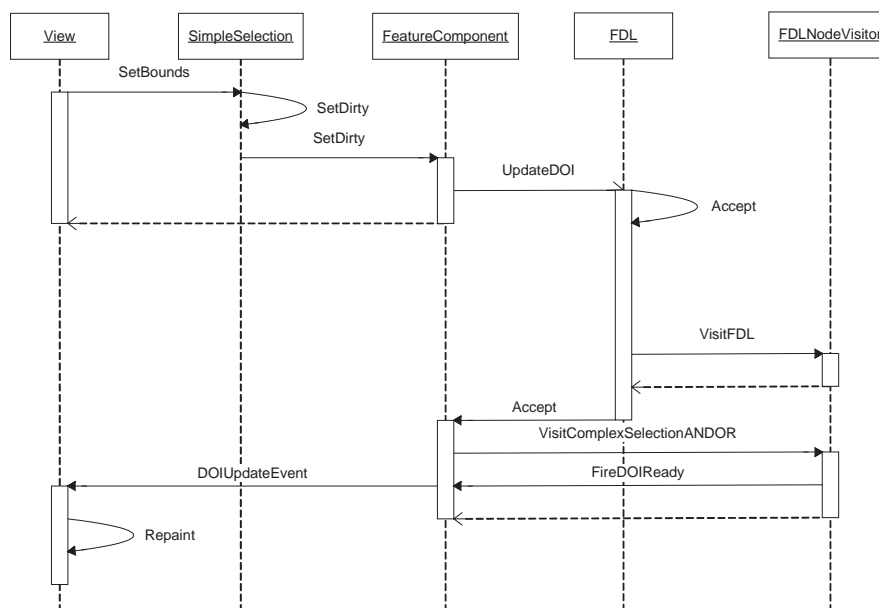 View
SimpleSelection
FeatureComponent
FDL
FDLNodeVisitor
SetBounds
SetDirty
SetDirty
UpdateDOI
Accept
VisitFDL
Accept
VisitComplexSelectionANDOR
DOIUpdateEvent
FireDOIReady
Repaint